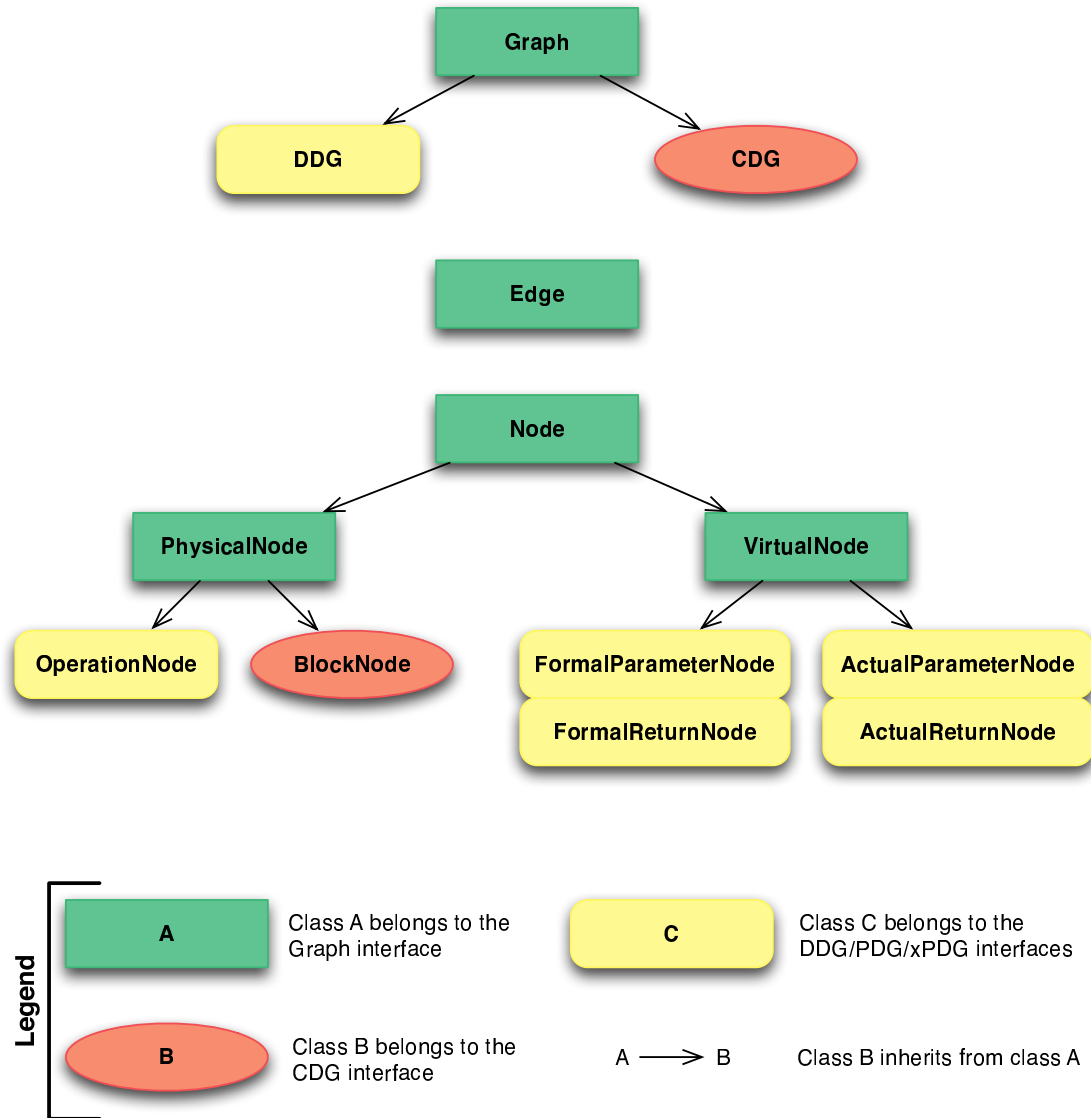 Graph
DDG
CDG
Edge
Node
PhysicalNode
VirtualNode
OperationNode
BlockNode
FormalParameterNode
ActualParameterNode
FormalReturnNode
ActualReturnNode
Legend
A
Class A belongs to the
Graph interface
C
Class C belongs to the
DDG/PDG/xPDG interfaces
B
Class B belongs to the
CDG interface
A B
Class B inherits from class A